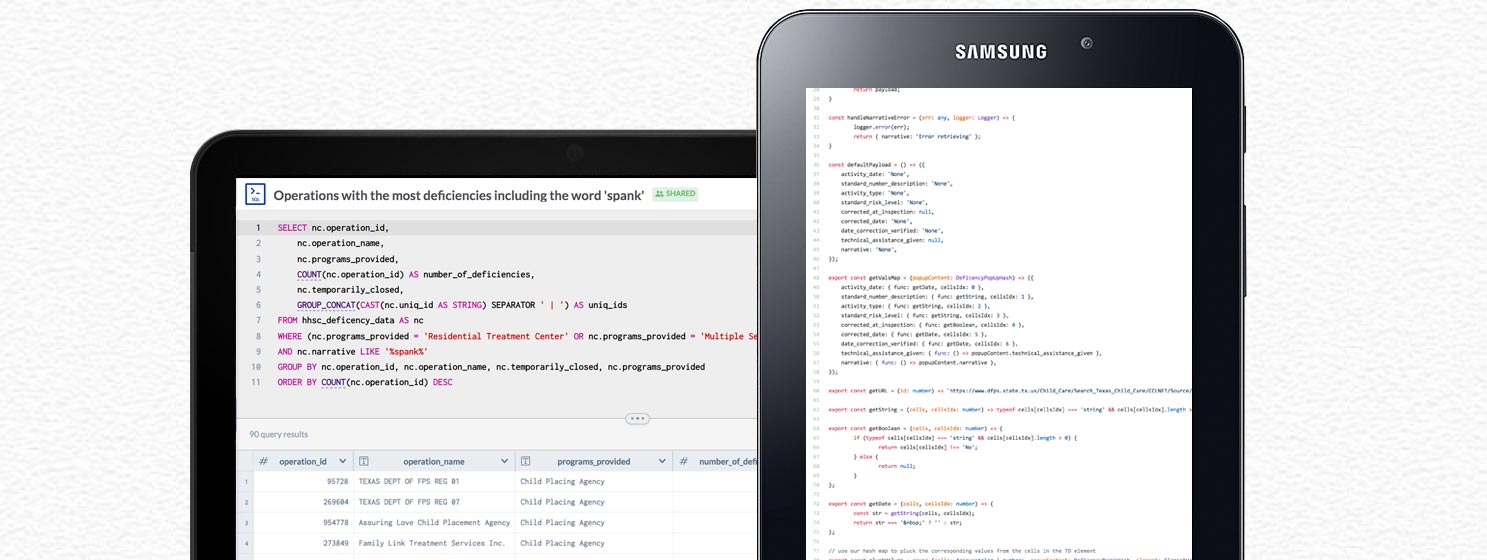 Operations with the most deficiencies including the word 'spank' SHARED
SQL
1 SELECT nc.operation_id,
2 nc.operation_name,
3 nc.programs_provided,
4 COUNT(nc.operation_id) AS number_of_deficiencies,
5 nc.temporarily_closed,
6 GROUP_CONCAT(CAST(nc.uniq_id AS STRING) SEPARATOR ' | ') AS uniq_ids
7 FROM hhsc_deficency_data AS nc
8 WHERE (nc.programs_provided = 'Residential Treatment Center' OR nc.programs_provided = 'Multiple Se
9 AND nc.narrative LIKE '%spank%'
10 GROUP BY nc.operation_id, nc.operation_name, nc.temporarily_closed, nc.programs_provided
11 ORDER BY COUNT(nc.operation_id) DESC
90 query results
# operation_id operation_name programs_provided # number_of_defi
1 95728 TEXAS DEPT OF FPS REG 01 Child Placing Agency
2 269604 TEXAS DEPT OF FPS REG 07 Child Placing Agency
3 954778 Assuring Love Child Placement Agency Child Placing Agency
4 273849 Family Link Treatment Services Inc. Child Placing Agency
SAMSUNG
28 return payload;
29 }
30
31 const handleNarrativeError = (err: any, logger: Logger) => {
32 logger.error(err);
33 return { narrative: 'Error retrieving' };
34 }
35
36 const defaultPayload = () => ({
37 activity_date: 'None',
38 standard_number_description: 'None',
39 activity_type: 'None',
40 standard_risk_level: 'None',
41 corrected_at_inspection: null,
42 corrected_date: 'None',
43 date_correction_verified: 'None',
44 technical_assistance_given: null,
45 narrative: 'None',
46 });
47
48 export const getValsMap = (popupContent: DeficencyPopUpHash) => ({
49 activity_date: { func: getDate, cellsIdx: 0 },
50 standard_number_description: { func: getString, cellsIdx: 1 },
51 activity_type: { func: getString, cellsIdx: 2 },
52 standard_risk_level: { func: getString, cellsIdx: 3 },
53 corrected_at_inspection: { func: getBoolean, cellsIdx: 4 },
54 corrected_date: { func: getDate, cellsIdx: 5 },
55 date_correction_verified: { func: getDate, cellsIdx: 6 },
56 technical_assistance_given: { func: () => popupContent.technical_assistance_given },
57 narrative: { func: () => popupContent.narrative },
58 });
59
60 export const getURL = (id: number) => 'https://www.dfps.state.tx.us/Child_Care/Search_Texas_Child_Care/CCLNET/Source/
61
62 export const getString = (cells, cellsIdx: number) => typeof cells[cellsIdx] === 'string' && cells[cellsIdx].length >
63
64 export const getBoolean = (cells, cellsIdx: number) => {
65 if (typeof cells[cellsIdx] === 'string' && cells[cellsIdx].length > 0) {
66 return cells[cellsIdx] !== 'No';
67 } else {
68 return null;
69 }
70 };
71
72 export const getDate = (cells, cellsIdx: number) => {
73 const str = getString(cells, cellsIdx);
74 return str === '&nbsp;' ? '' : str;
75 };
76
77 // use our hash map to pluck the corresponding values from the cells in the TD element